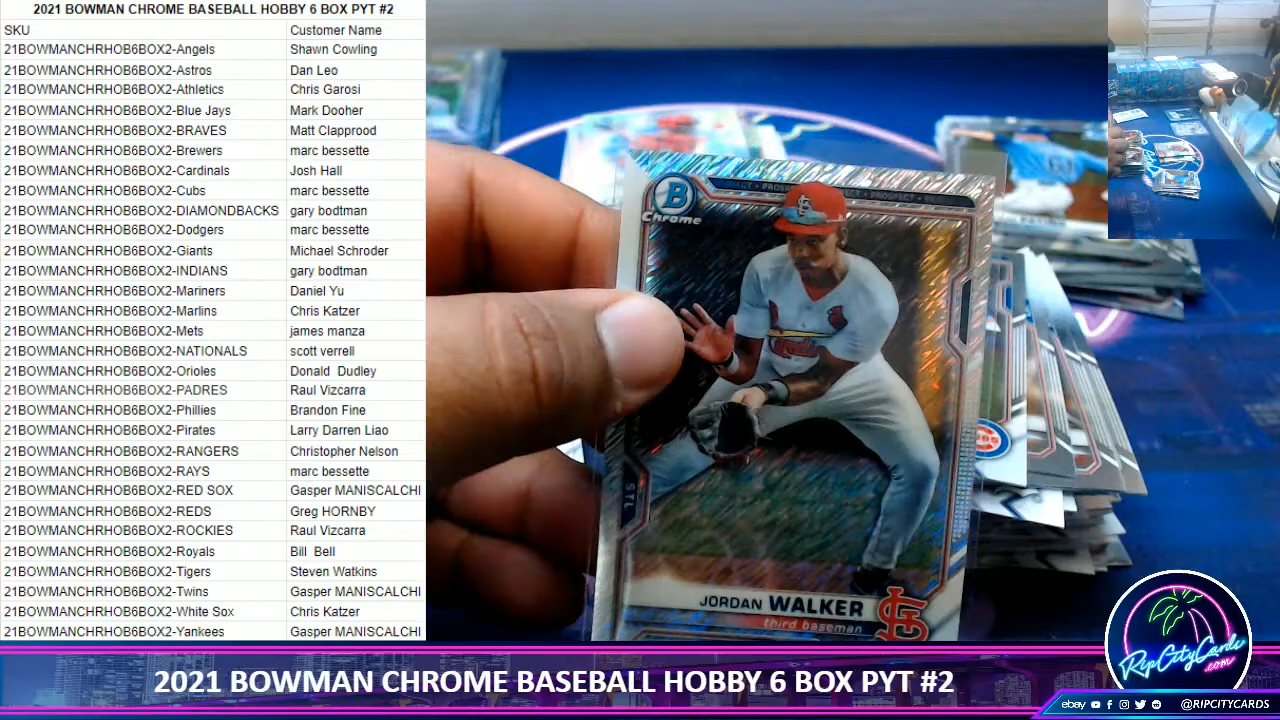 2021 BOWMAN CHROME BASEBALL HOBBY 6 BOX PYT #2
SKU Customer Name
21BOWMANCHRHOB6BOX2-Angels Shawn Cowling
21BOWMANCHRHOB6BOX2-Astros Dan Leo
21BOWMANCHRHOB6BOX2-Athletics Chris Garosi
21BOWMANCHRHOB6BOX2-Blue Jays Mark Dooher
21BOWMANCHRHOB6BOX2-BRAVES Matt Clapprood
21BOWMANCHRHOB6BOX2-Brewers marc bessette
21BOWMANCHRHOB6BOX2-Cardinals Josh Hall
21BOWMANCHRHOB6BOX2-Cubs marc bessette
21BOWMANCHRHOB6BOX2-DIAMONDBACKS gary bodtman
21BOWMANCHRHOB6BOX2-Dodgers marc bessette
21BOWMANCHRHOB6BOX2-Giants Michael Schroder
21BOWMANCHRHOB6BOX2-INDIANS gary bodtman
21BOWMANCHRHOB6BOX2-Mariners Daniel Yu
21BOWMANCHRHOB6BOX2-Marlins Chris Katzer
21BOWMANCHRHOB6BOX2-Mets james manza
21BOWMANCHRHOB6BOX2-NATIONALS scott verrell
21BOWMANCHRHOB6BOX2-Orioles Donald Dudley
21BOWMANCHRHOB6BOX2-PADRES Raul Vizcarra
21BOWMANCHRHOB6BOX2-Phillies Brandon Fine
21BOWMANCHRHOB6BOX2-Pirates Larry Darren Liao
21BOWMANCHRHOB6BOX2-RANGERS Christopher Nelson
21BOWMANCHRHOB6BOX2-RAYS marc bessette
21BOWMANCHRHOB6BOX2-RED SOX Gasper MANISCALCHI
21BOWMANCHRHOB6BOX2-REDS Greg HORNBY
21BOWMANCHRHOB6BOX2-ROCKIES Raul Vizcarra
21BOWMANCHRHOB6BOX2-Royals Bill Bell
21BOWMANCHRHOB6BOX2-Tigers Steven Watkins
21BOWMANCHRHOB6BOX2-Twins Gasper MANISCALCHI
21BOWMANCHRHOB6BOX2-White Sox Chris Katzer
21BOWMANCHRHOB6BOX2-Yankees Gasper MANISCALCHI
B
Chrome
STL
JORDAN WALKER
third baseman
STL
RipCityCards
.com
2021 BOWMAN CHROME BASEBALL HOBBY 6 BOX PYT #2
ebay @RIPCITYCARDS